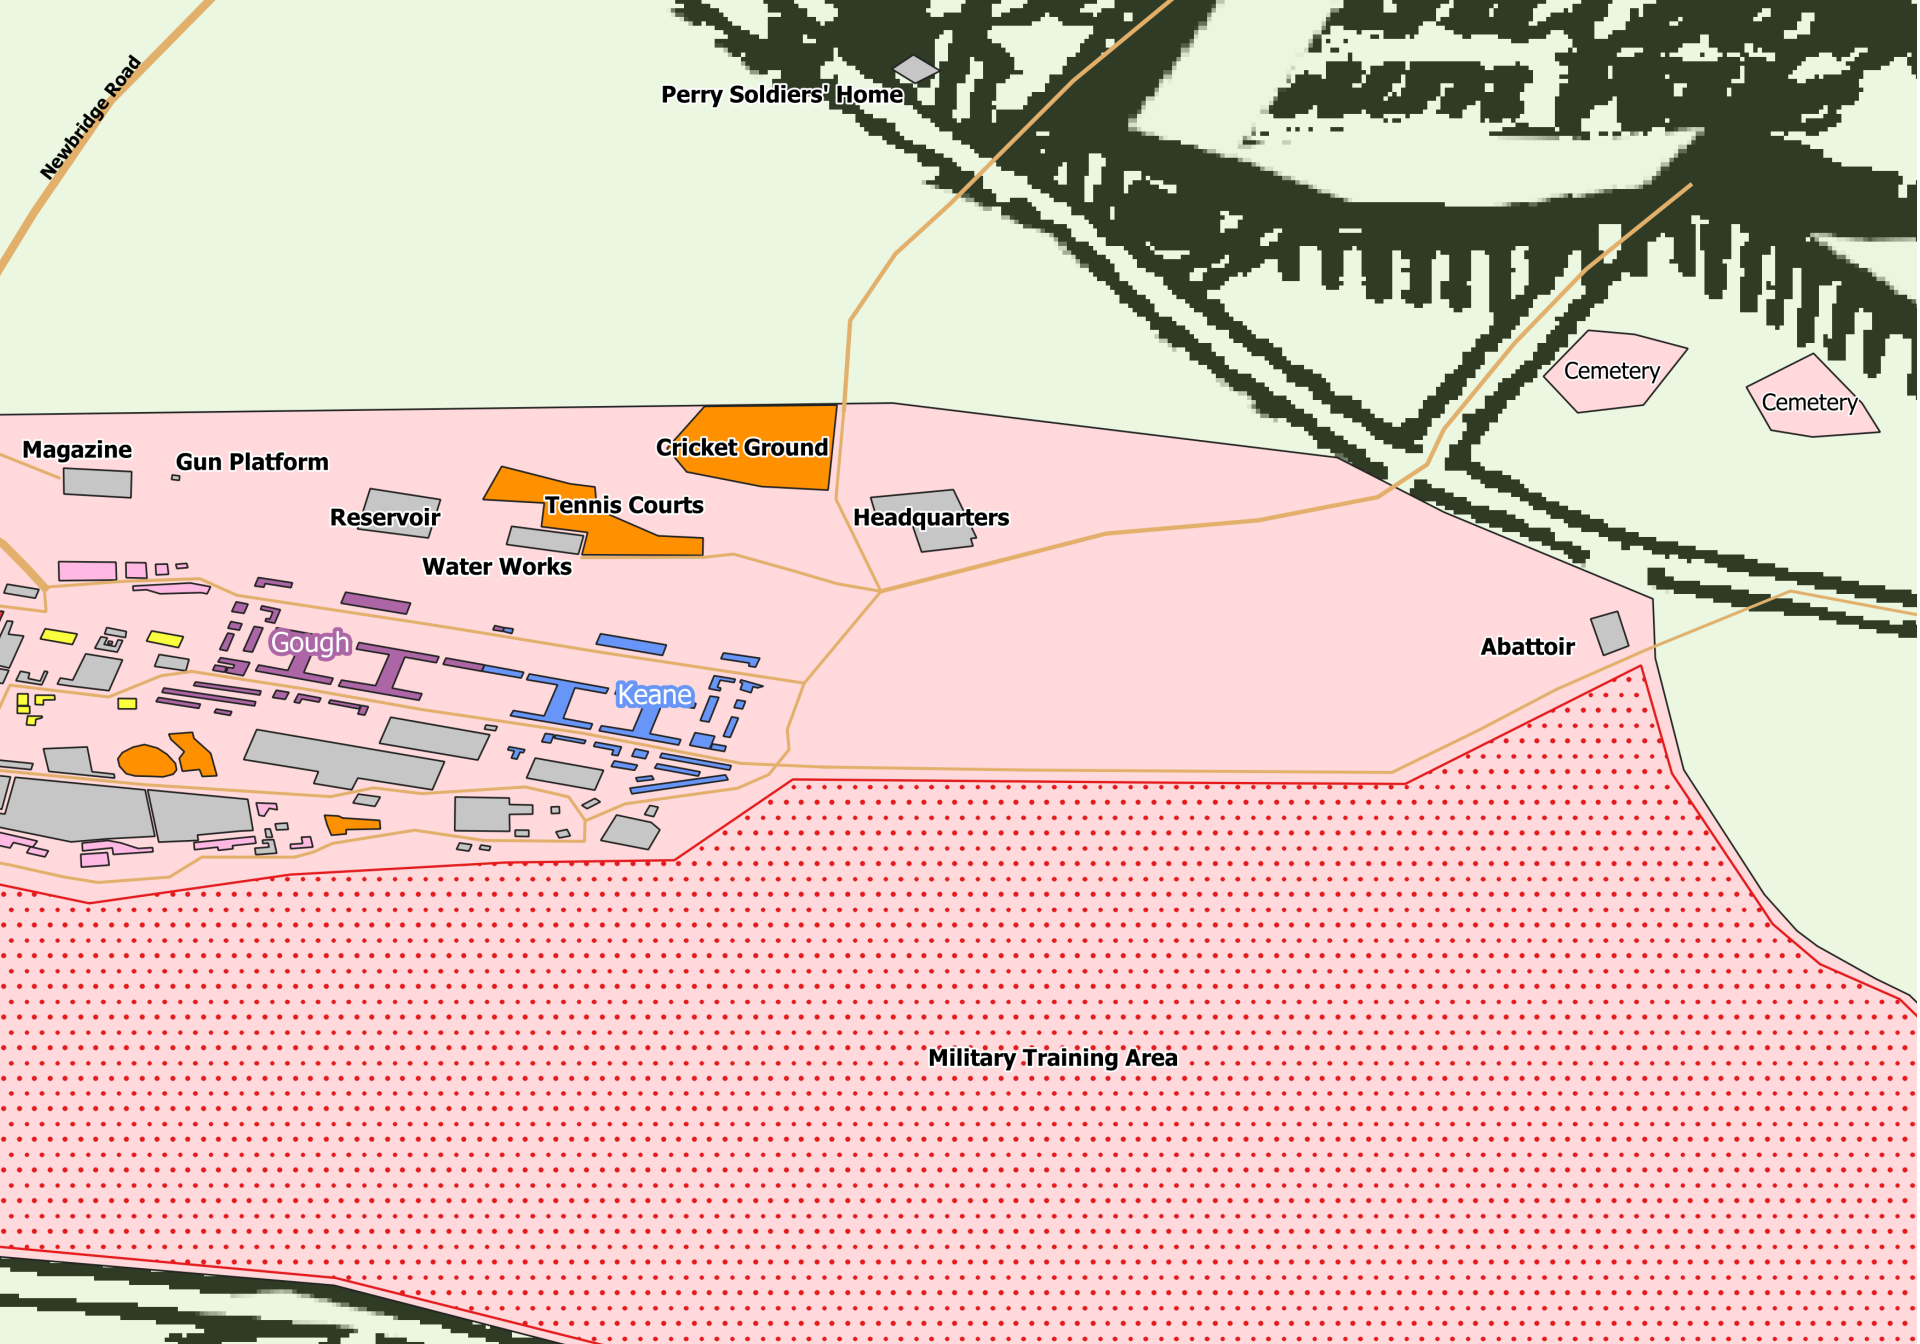 Newbridge Road
Perry Soldiers' Home
Cemetery
Cemetery
Magazine
Gun Platform
Cricket Ground
Reservoir
Tennis Courts
Headquarters
Water Works
Gough
Keane
Abattoir
Military Training Area